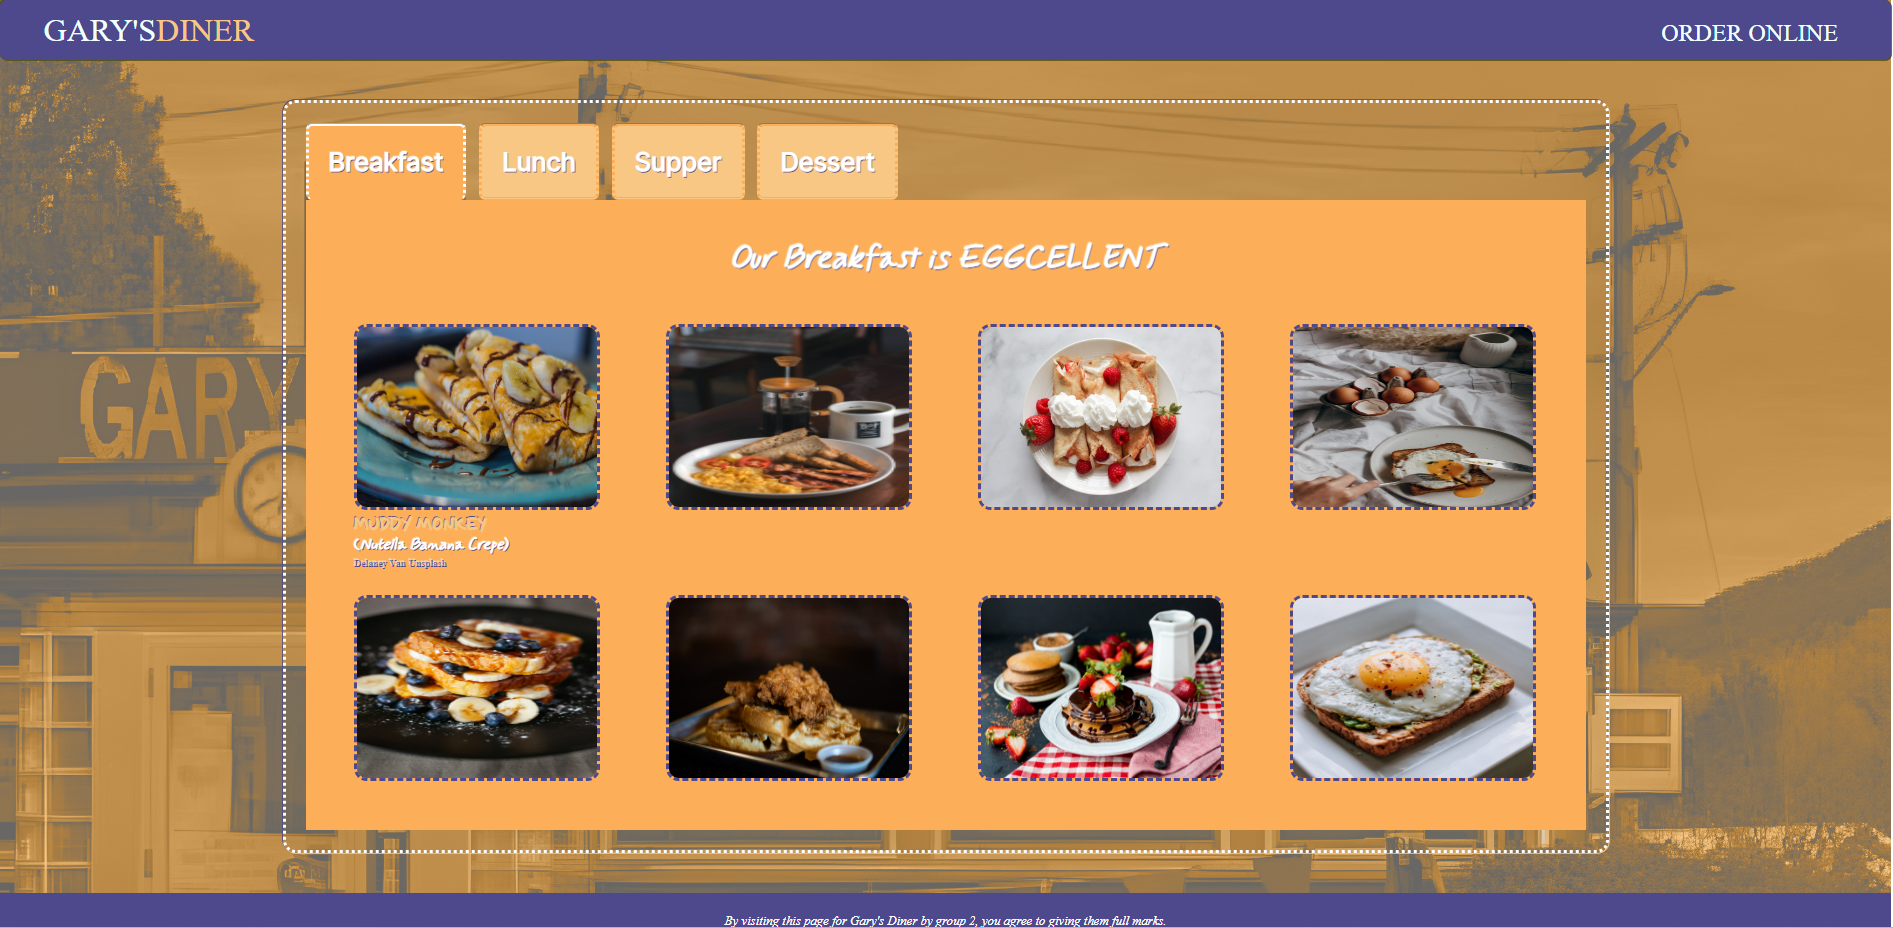 GARY'SDINER
ORDER ONLINE
Breakfast
Lunch
Supper
Dessert
Our Breakfast is EGGCELLENT
GARY
MUDDY MONKEY
(Nutella Banana Crepe)
Delaney Van Unsplash
By visiting this page for Gary's Diner by group 2, you agree to giving them full marks.